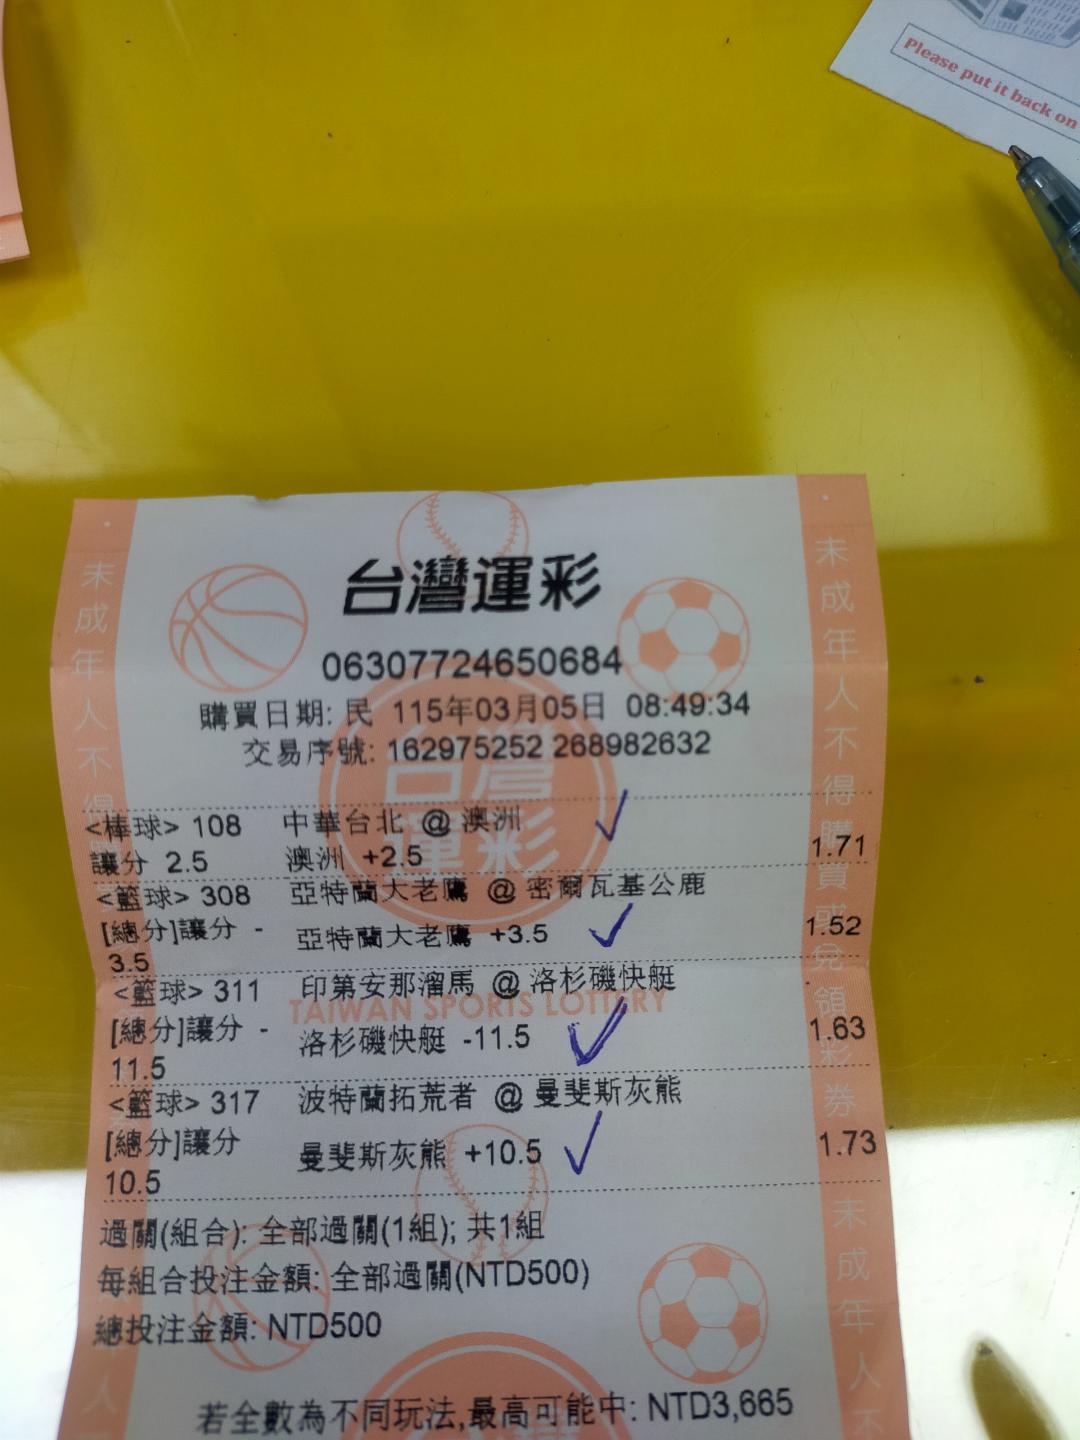 Please put it back on
台灣運彩
06307724650684
購買日期: 民 115年03月05日 08:49:34
交易序號: 162975252 268982632
<棒球> 108 中華台北 @ 澳洲
讓分 2.5 澳洲 +2.5 1.71
<籃球> 308 亞特蘭大老鷹 @ 密爾瓦基公鹿
[總分]讓分 - 亞特蘭大老鷹 +3.5 1.52
3.5
<籃球> 311 印第安那溜馬 @ 洛杉磯快艇
TAIWAN SPORTS LOTTERY
[總分]讓分 - 洛杉磯快艇 -11.5 1.63
11.5
<籃球> 317 波特蘭拓荒者 @ 曼斐斯灰熊
[總分]讓分 曼斐斯灰熊 +10.5 1.73
10.5
過關(組合): 全部過關(1組); 共1組
每組合投注金額: 全部過關(NTD500)
總投注金額: NTD500
若全數為不同玩法,最高可能中: NTD3,665
未成年人不得
未成年人不得購買或兌領彩券
未成年人不
台灣運彩